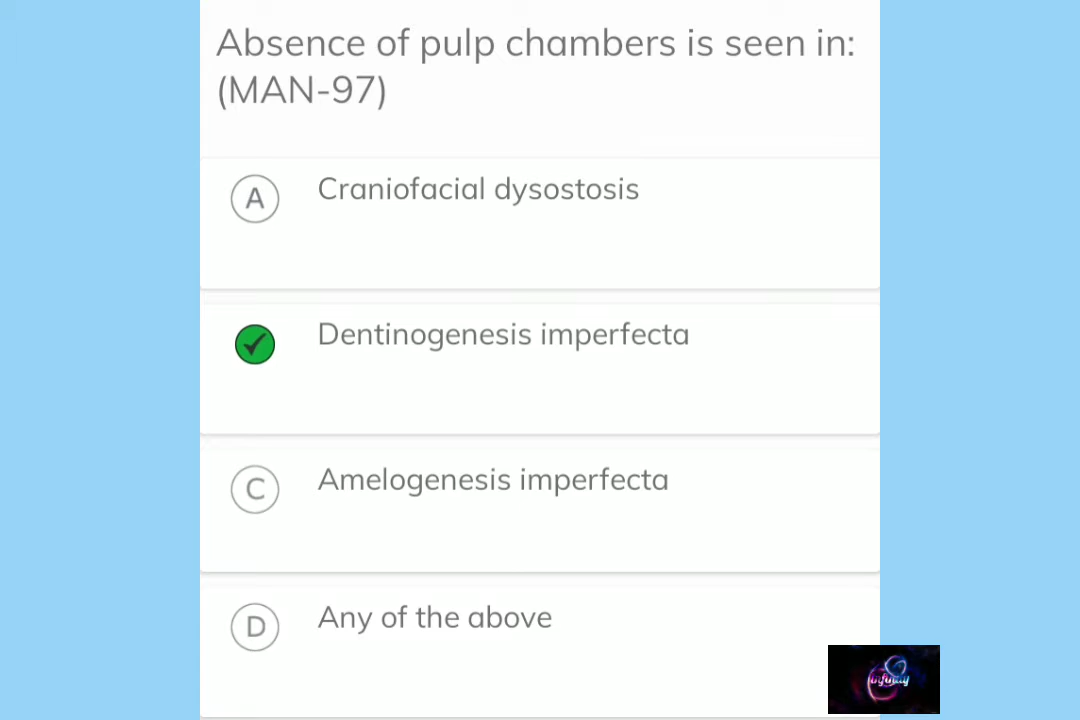 Absence of pulp chambers is seen in:
(MAN-97)
A Craniofacial dysostosis
Dentinogenesis imperfecta
C Amelogenesis imperfecta
D Any of the above